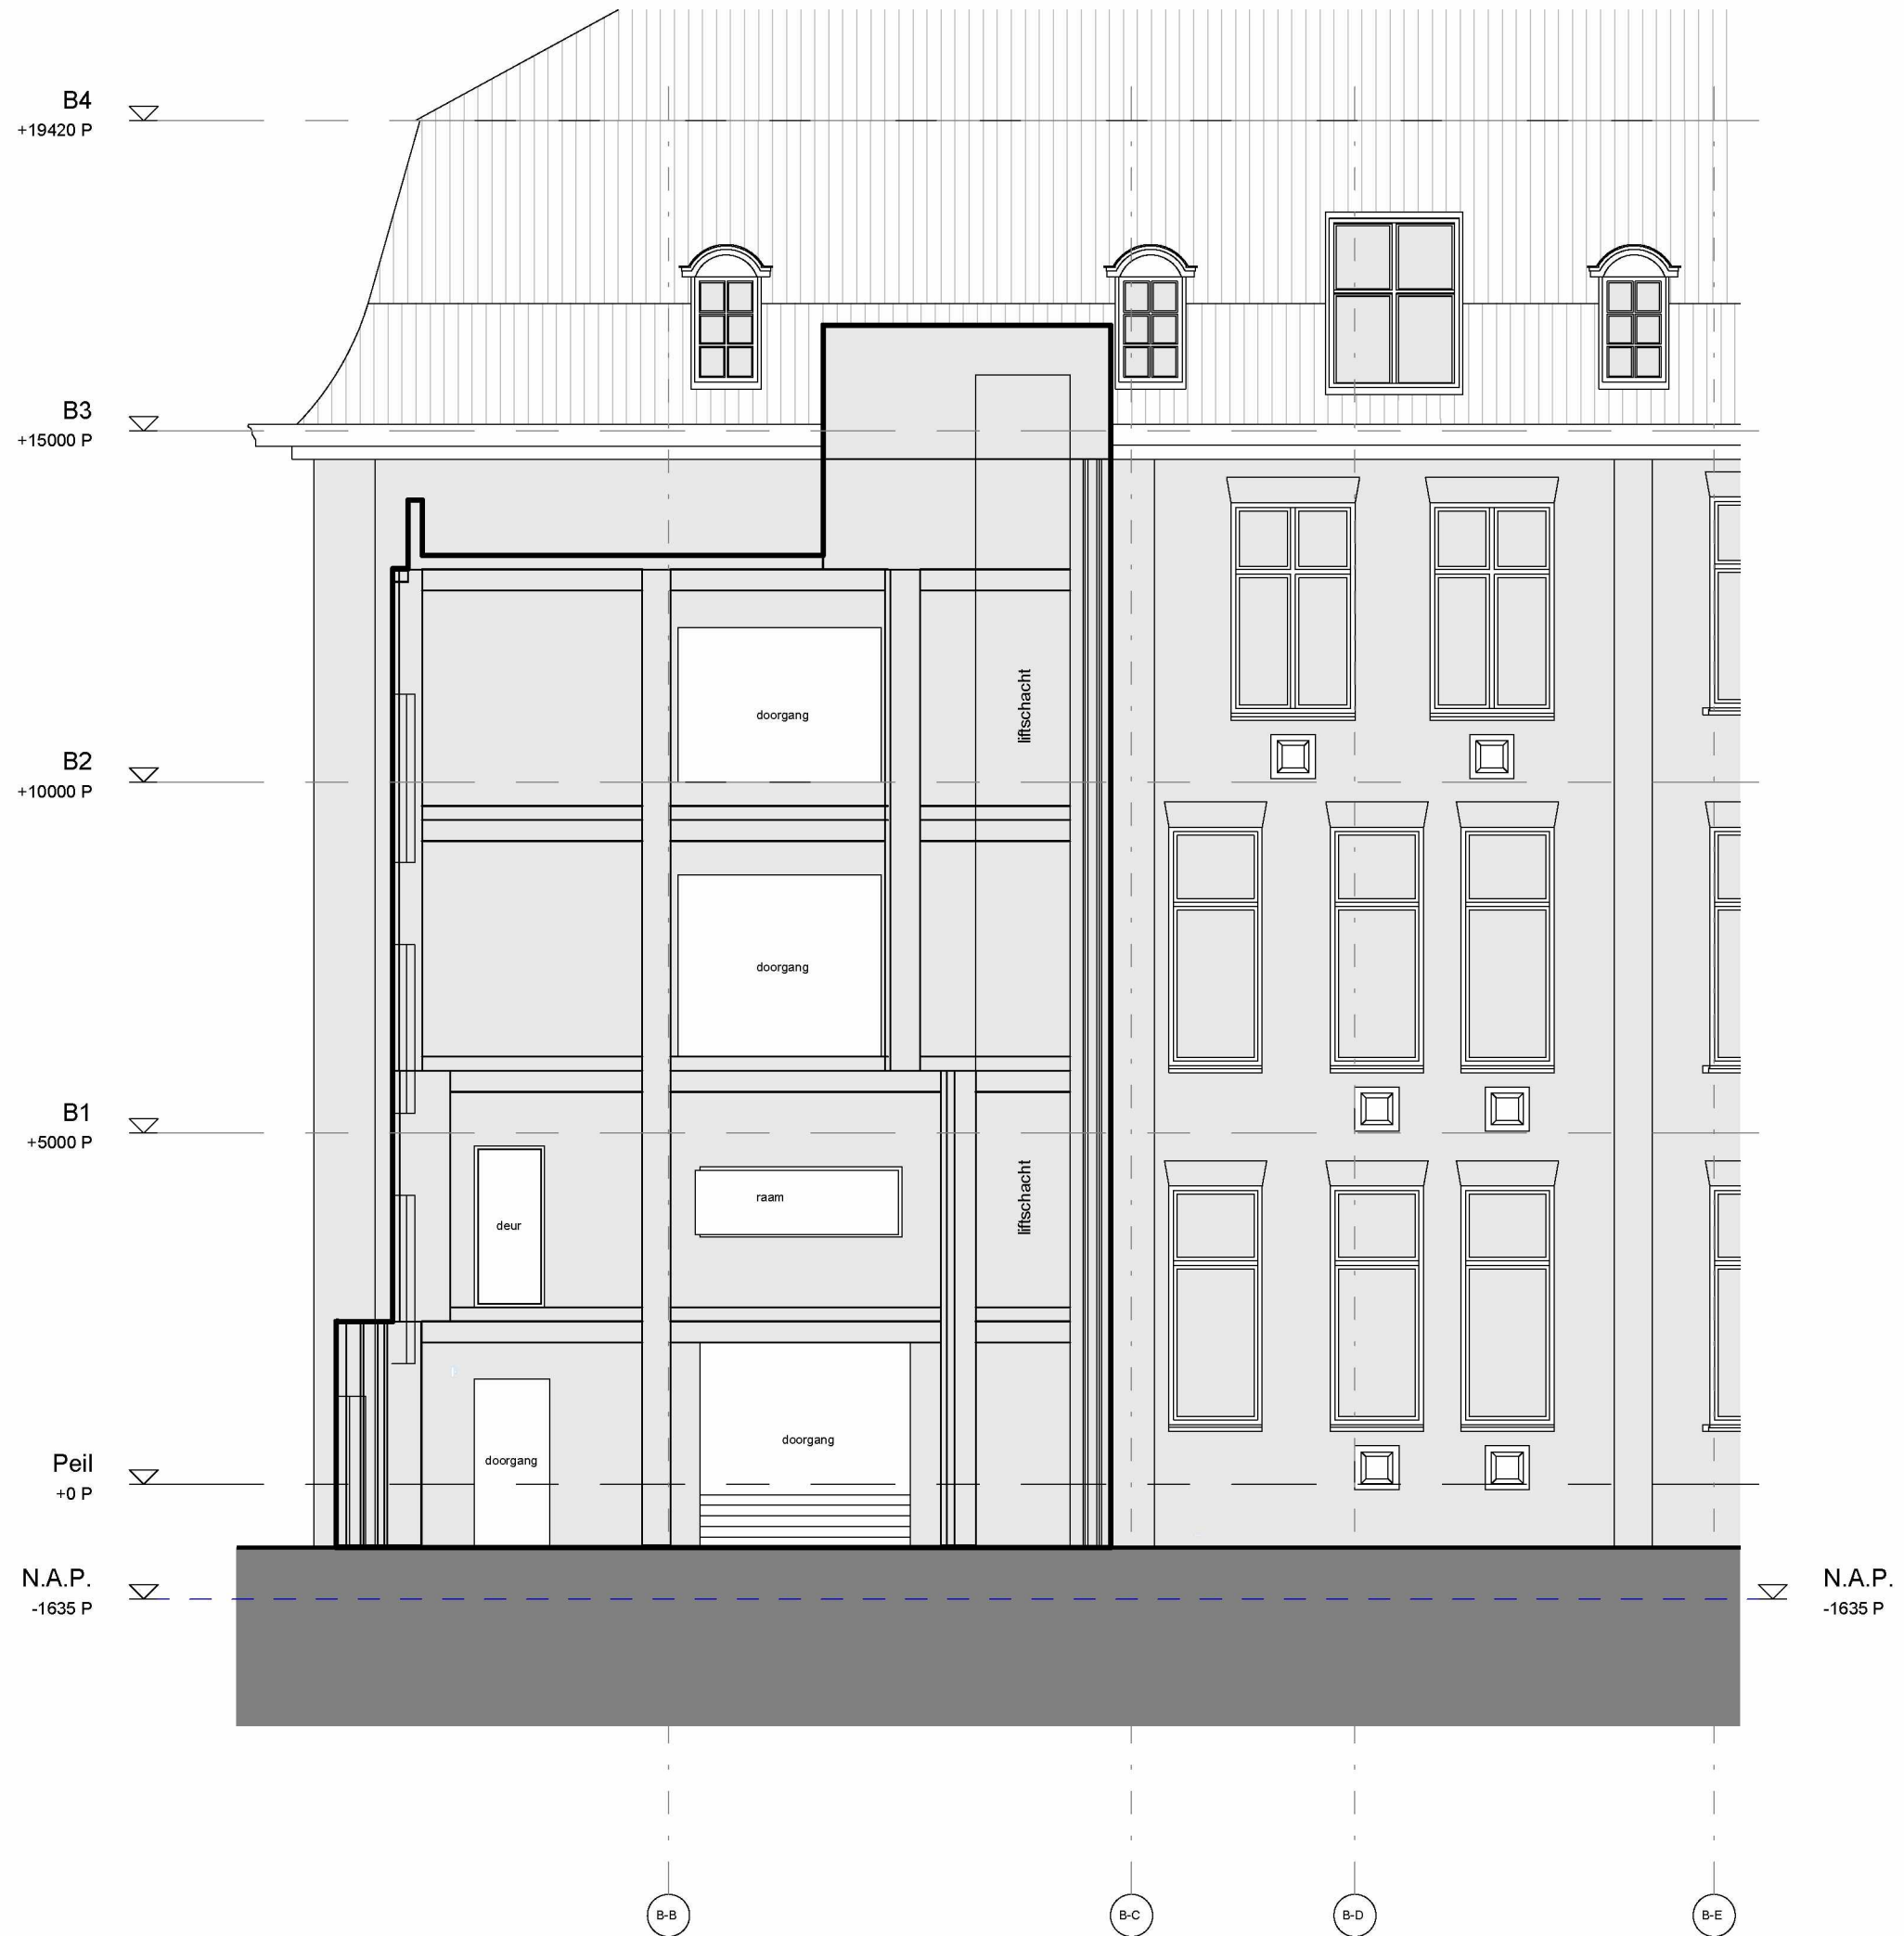 B4
+19420 P
B3
+15000 P
doorgang
liftschacht
B2
+10000 P
doorgang
B1
+5000 P
raam
liftschacht
deur
doorgang
doorgang
Peil
+0 P
N.A.P.
-1635 P
N.A.P.
-1635 P
B-B
B-C
B-D
B-E